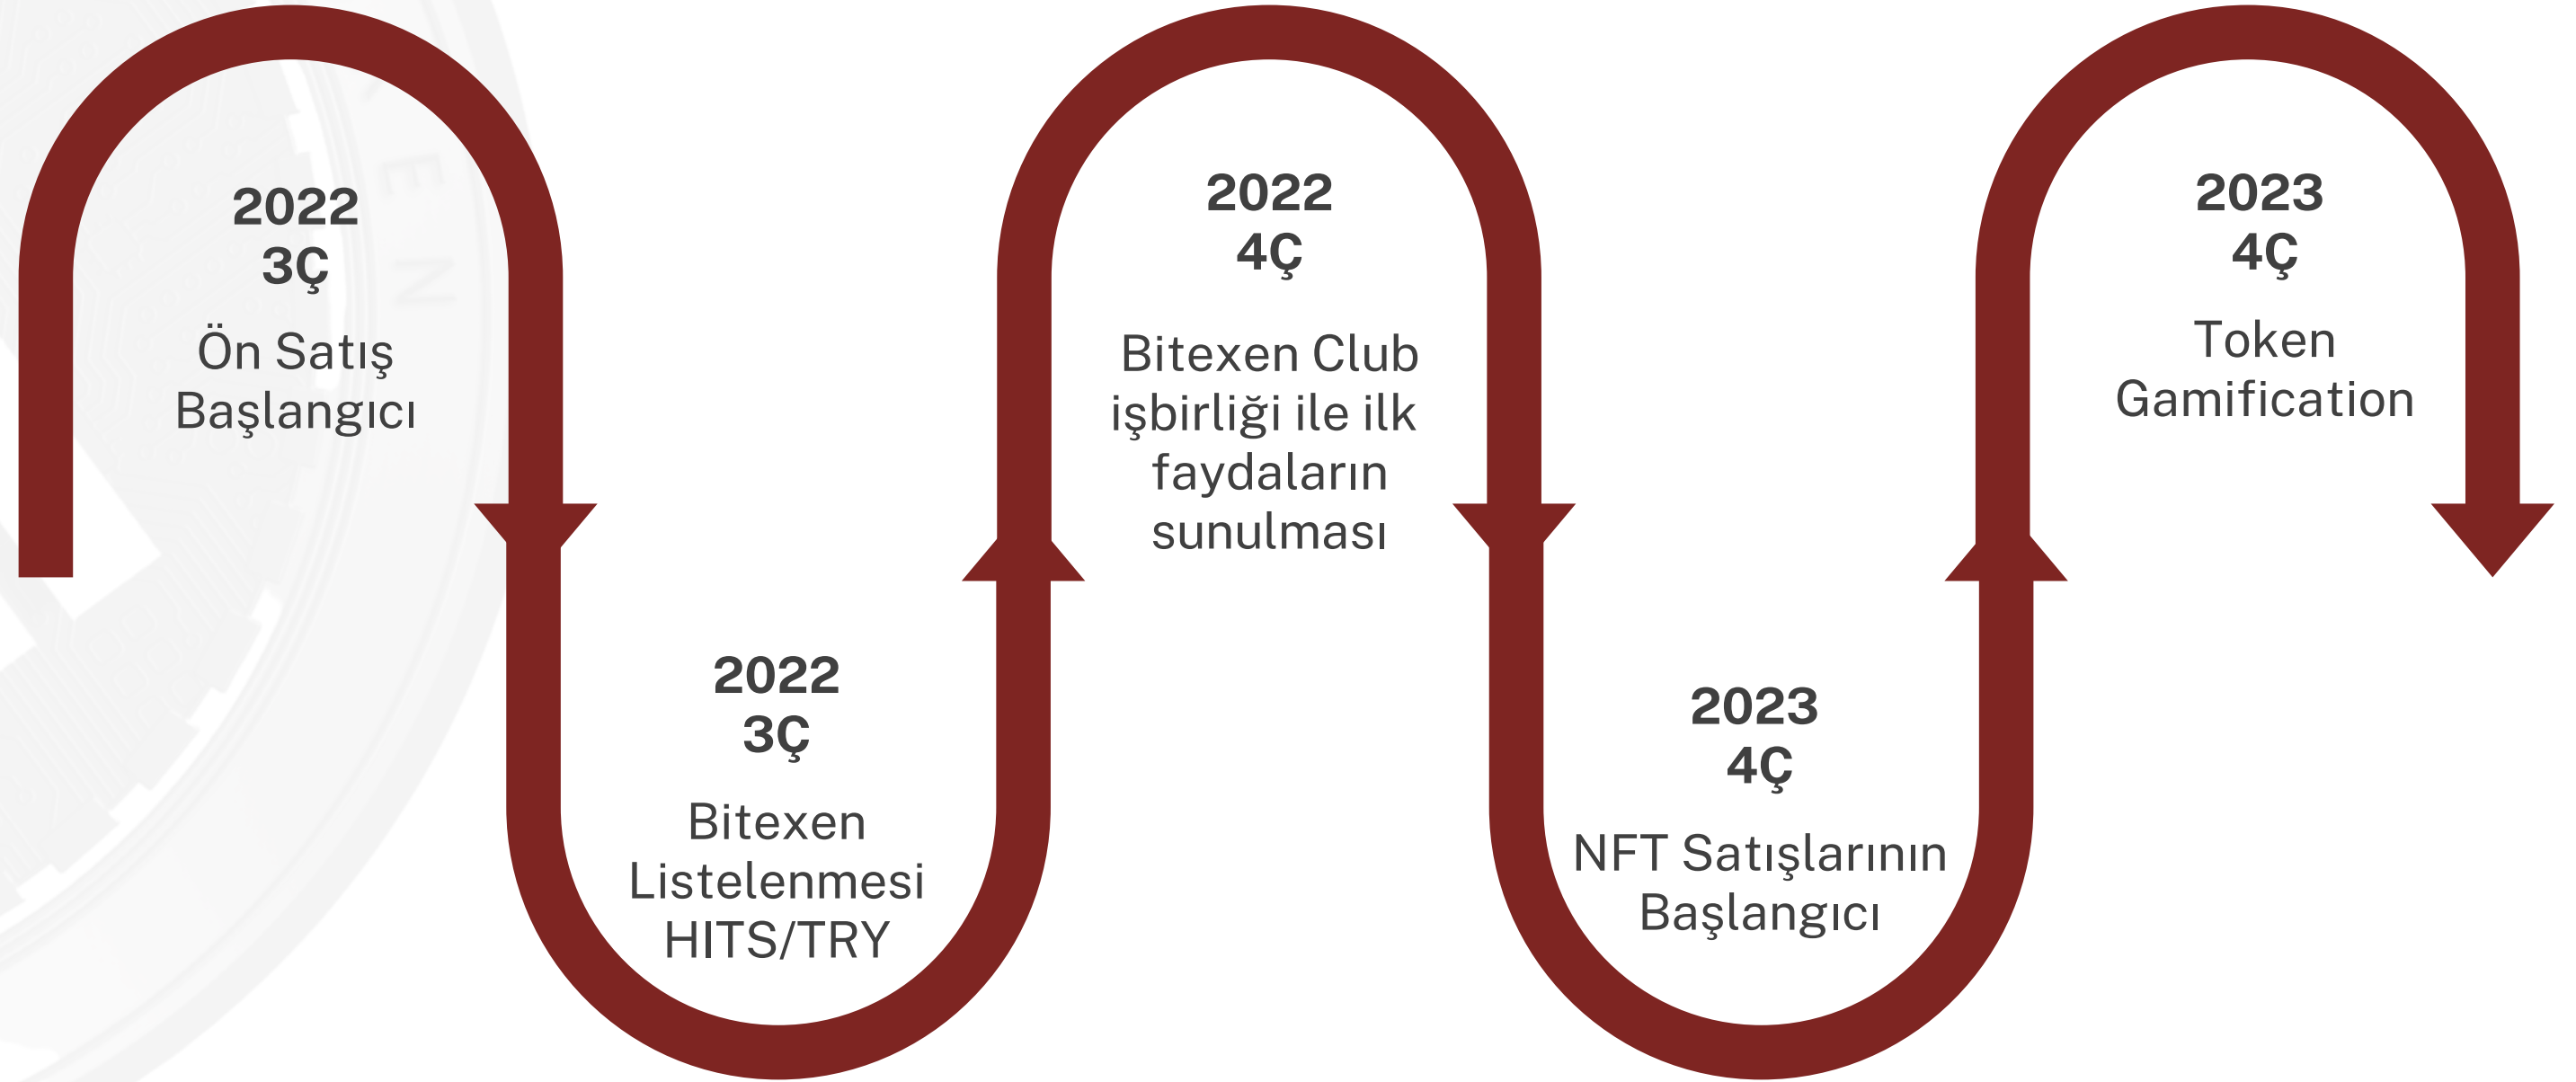 2022
3Ç
Ön Satış
Başlangıcı
2022
3Ç
Bitexen
Listelenmesi
HITS/TRY
2022
4Ç
Bitexen Club
işbirliği ile ilk
faydaların
sunulması
2023
4Ç
NFT Satışlarının
Başlangıcı
2023
4Ç
Token
Gamification